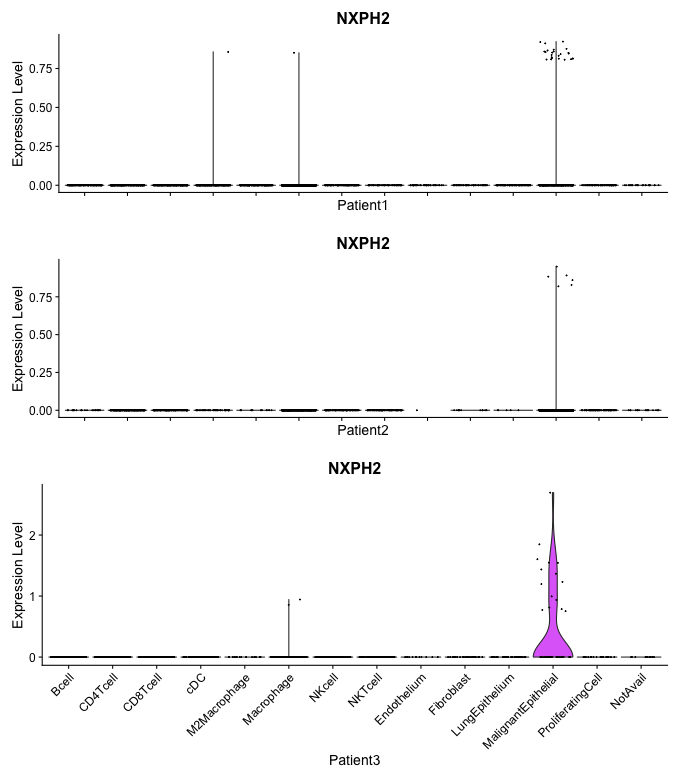 NXPH2
Expression Level
0.75
0.50
0.25
0.00
Patient1
NXPH2
Expression Level
0.75
0.50
0.25
0.00
Patient2
NXPH2
Expression Level
2
1
0
Bcell
CD4Tcell
CD8Tcell
cDC
M2Macrophage
Macrophage
NKcell
NKTcell
Endothelium
Fibroblast
LungEpithelium
MalignantEpithelial
ProliferatingCell
NotAvail
Patient3